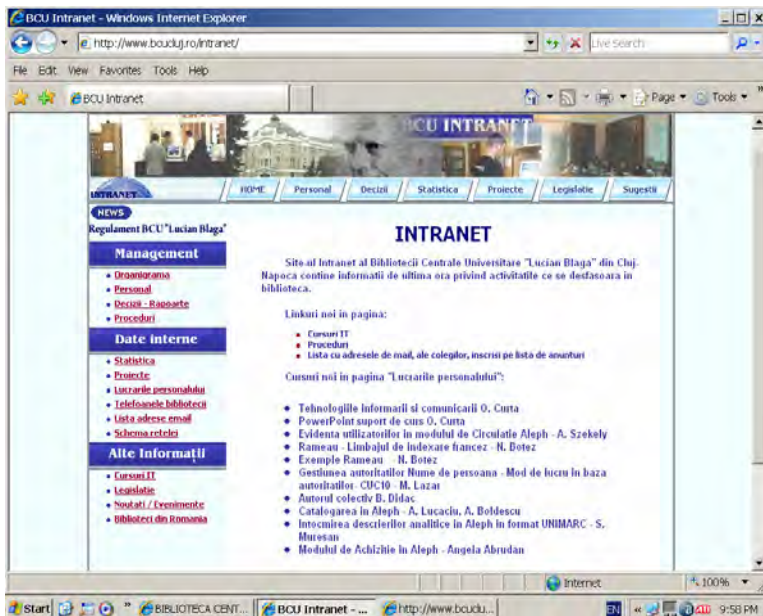 BCU Intranet - Windows Internet Explorer
http://www.bcucluj.ro/intranet/
Live Search
File Edit View Favorites Tools Help
BCU Intranet
Page Tools
BCU INTRANET
INTRANET
HOME Personal Decizii Statistica Proiecte Legislatie Sugestii
NEWS
Regulament BCU "Lucian Blaga"
Management
Organigrama
Personal
Decizii - Rapoarte
Proceduri
Date interne
Statistica
Proiecte
Lucrarile personalului
Telefoanele bibliotecii
Lista adrese email
Schema retelei
Alte Informaţii
Cursuri IT
Legislatie
Noutati / Evenimente
Biblioteci din Romania
INTRANET
Site-ul Intranet al Bibliotecii Centrale Universitare "Lucian Blaga" din Cluj-
Napoca contine informatii de ultima ora privind activitatile ce se desfasoara in
biblioteca.
Linkuri noi in pagina:
Cursuri IT
Proceduri
Lista cu adresele de mail, ale colegilor, inscrisi pe lista de anunturi
Cursuri noi in pagina "Lucrarile personalului":
Tehnologiile informarii si comunicarii O. Curta
PowerPoint suport de curs O. Curta
Evidenta utilizatorilor in modulul de Circulatie Aleph - A. Szekely
Rameau - Limbajul de indexare francez - N. Botez
Exemple Rameau - N. Botez
Gestiunea autoritatilor Nume de persoana - Mod de lucru in baza
autoritatilor- CUC10 - M. Lazar
Autorul colectiv B. Didac
Catalogarea in Aleph - A. Lucaciu, A. Boldescu
Intocmirea descrierilor analitice in Aleph in format UNIMARC - S.
Muresan
Modulul de Achizitie in Aleph - Angela Abrudan
Internet 100%
Start BIBLIOTECA CENT... BCU Intranet - ... http://www.bcuclu... EN 9:58 PM